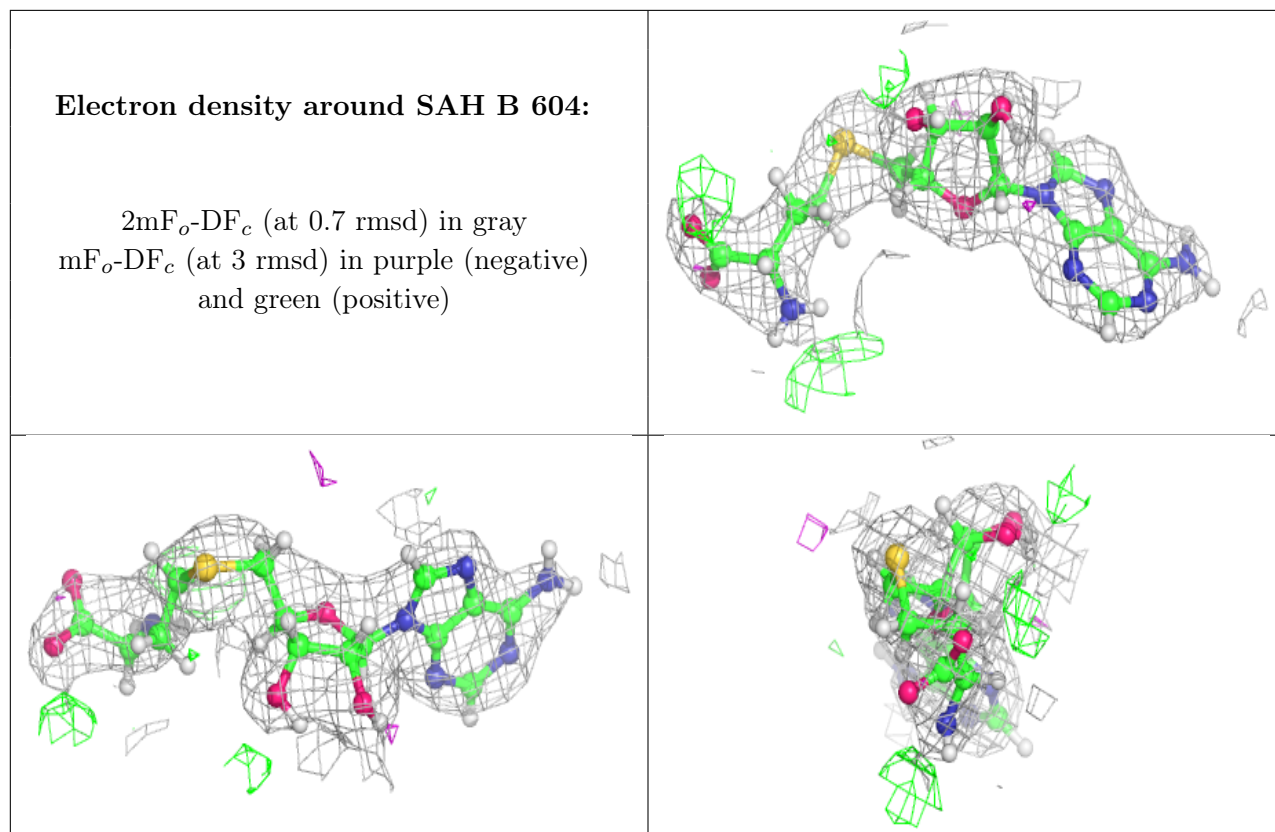 Electron density around SAH B 604:
2mFₒ-DF𝒸 (at 0.7 rmsd) in gray
mFₒ-DF𝒸 (at 3 rmsd) in purple (negative)
and green (positive)